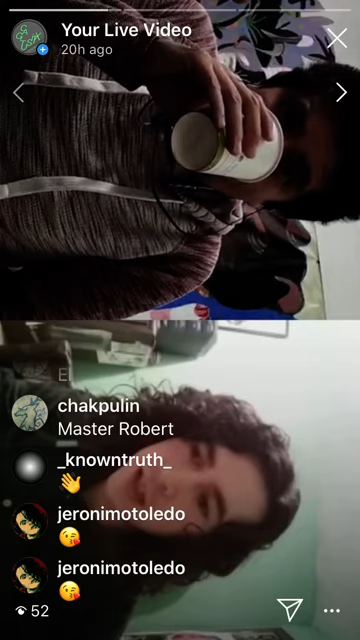 Your Live Video
20h ago
chakpulin
Master Robert
_knowntruth_
👋
jeronimotoledo
😘
jeronimotoledo
😘
52